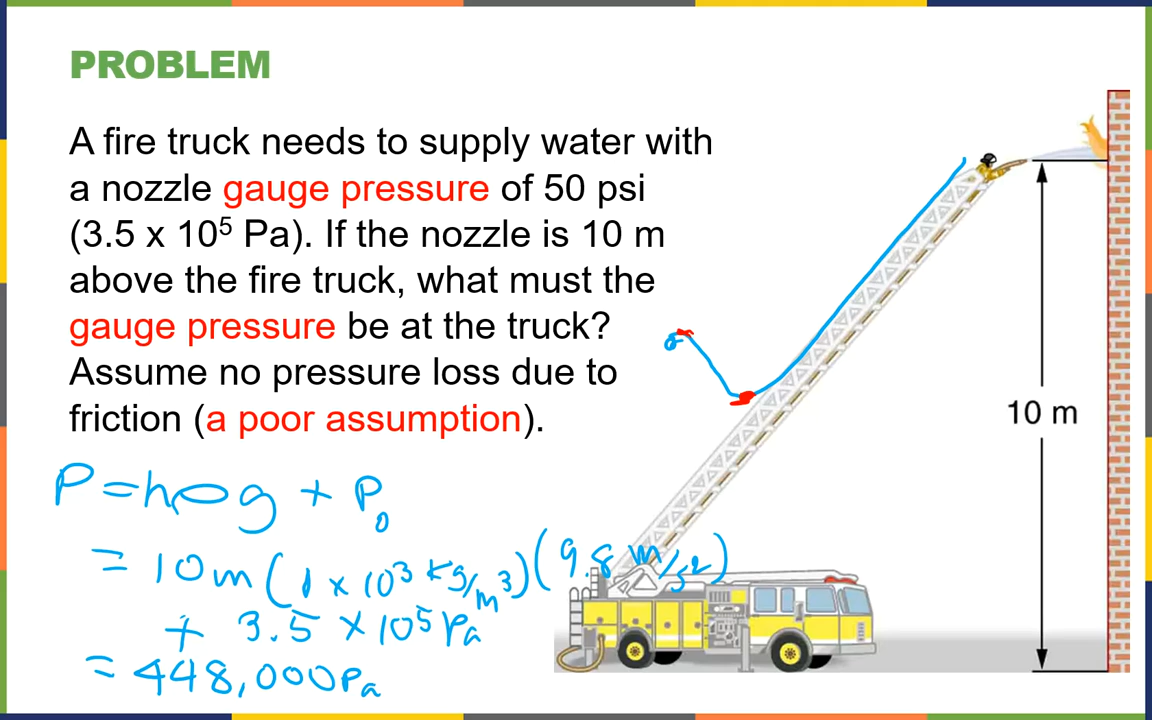 PROBLEM
A fire truck needs to supply water with
a nozzle gauge pressure of 50 psi
(3.5 x 10⁵ Pa). If the nozzle is 10 m
above the fire truck, what must the
gauge pressure be at the truck?
Assume no pressure loss due to
friction (a poor assumption).
10 m
P = hρg + P₀
= 10 m (1 × 10³ kg/m³)(9.8 m/s²)
+ 3.5 × 10⁵ Pa
= 448,000 Pa